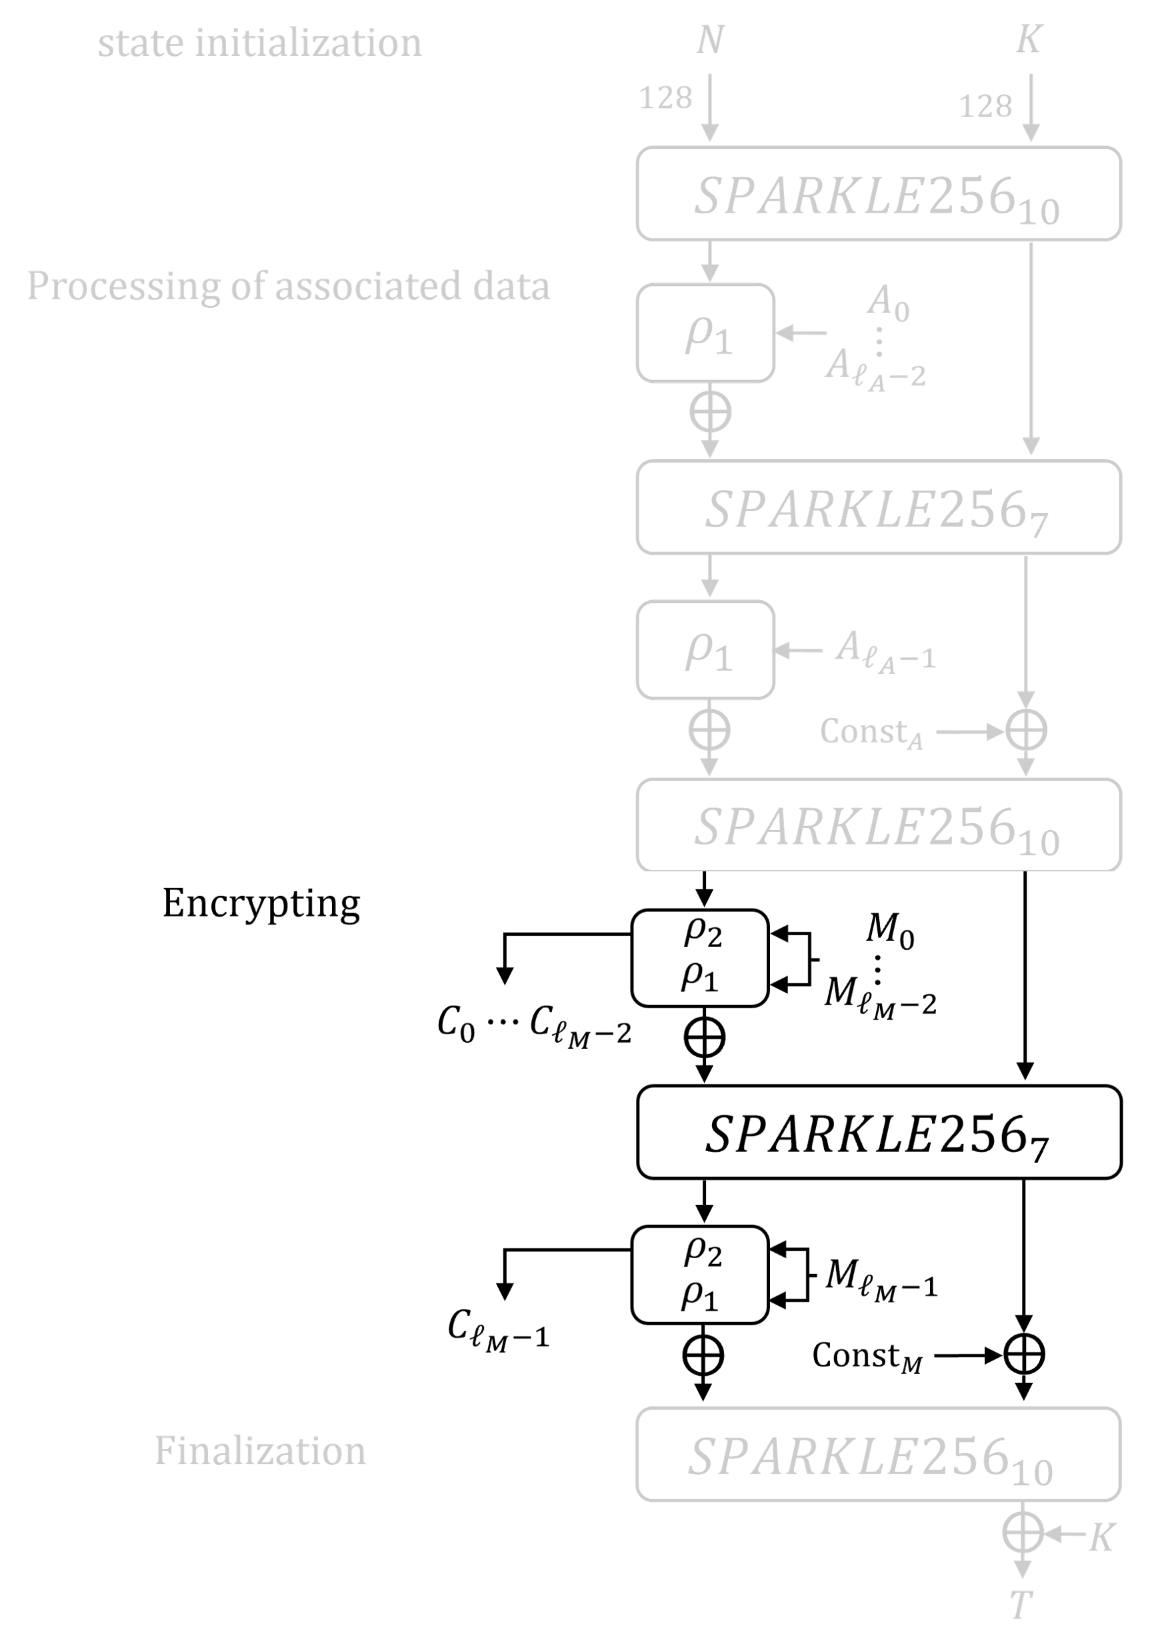 state initialization N K
128 128
SPARKLE256₁₀
Processing of associated data
ρ₁ A₀
⋮
A_{ℓ_A−2}
SPARKLE256₇
ρ₁ A_{ℓ_A−1}
Const_A
SPARKLE256₁₀
Encrypting
ρ₂ M₀
ρ₁ ⋮
M_{ℓ_M−2}
C₀ ⋯ C_{ℓ_M−2}
SPARKLE256₇
ρ₂
ρ₁ M_{ℓ_M−1}
C_{ℓ_M−1}
Const_M
Finalization SPARKLE256₁₀
K
T